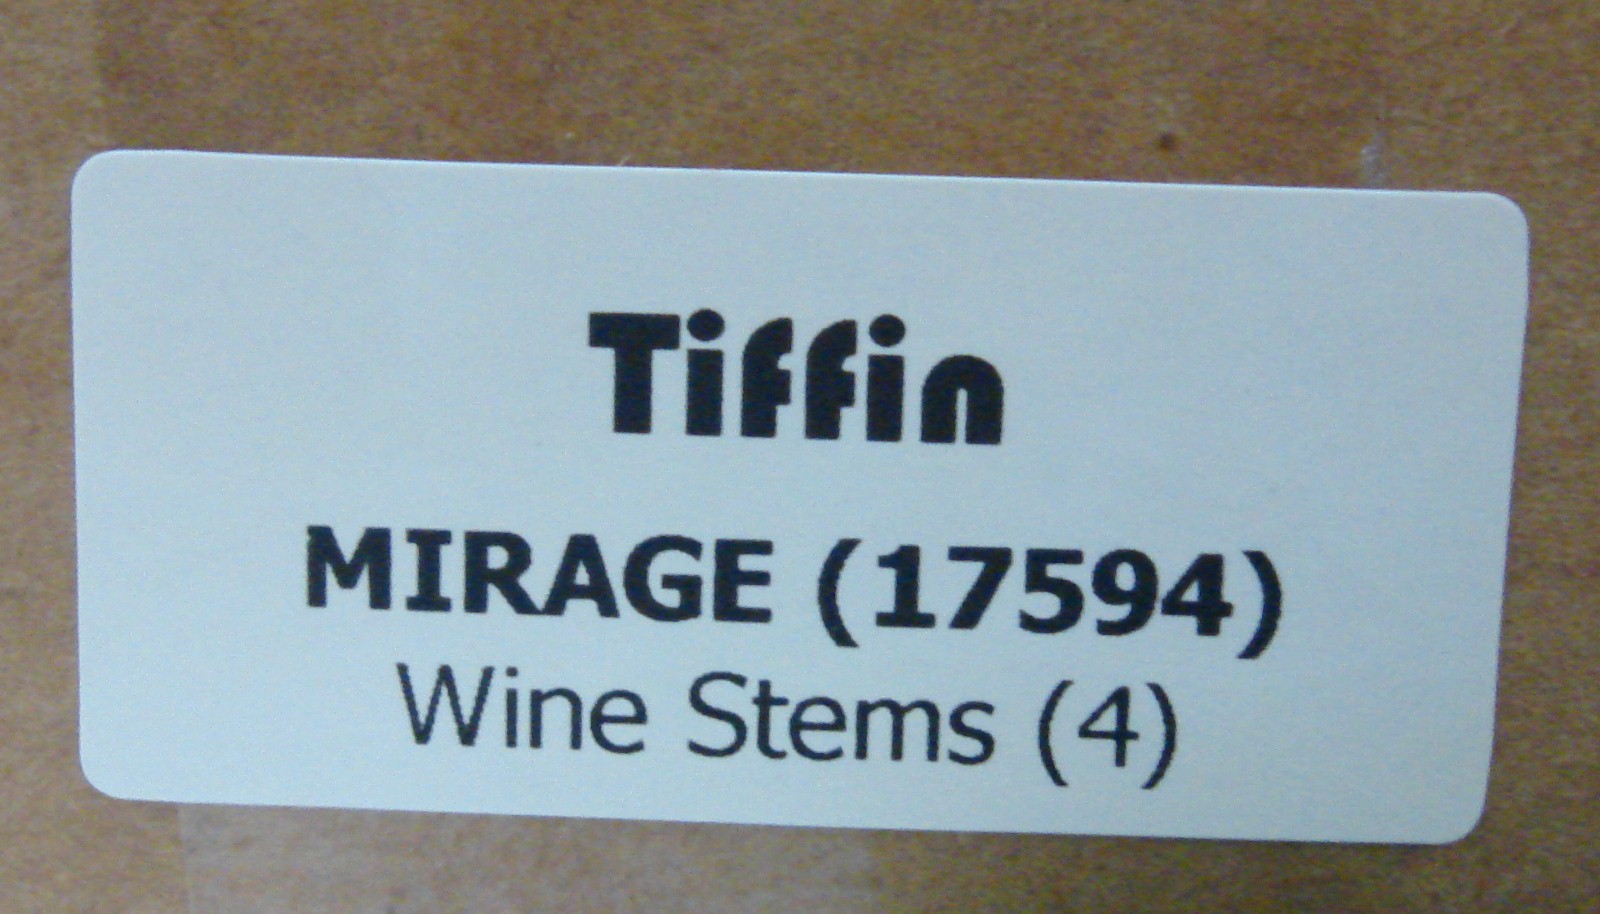 Tiffin
MIRAGE (17594)
Wine Stems (4)